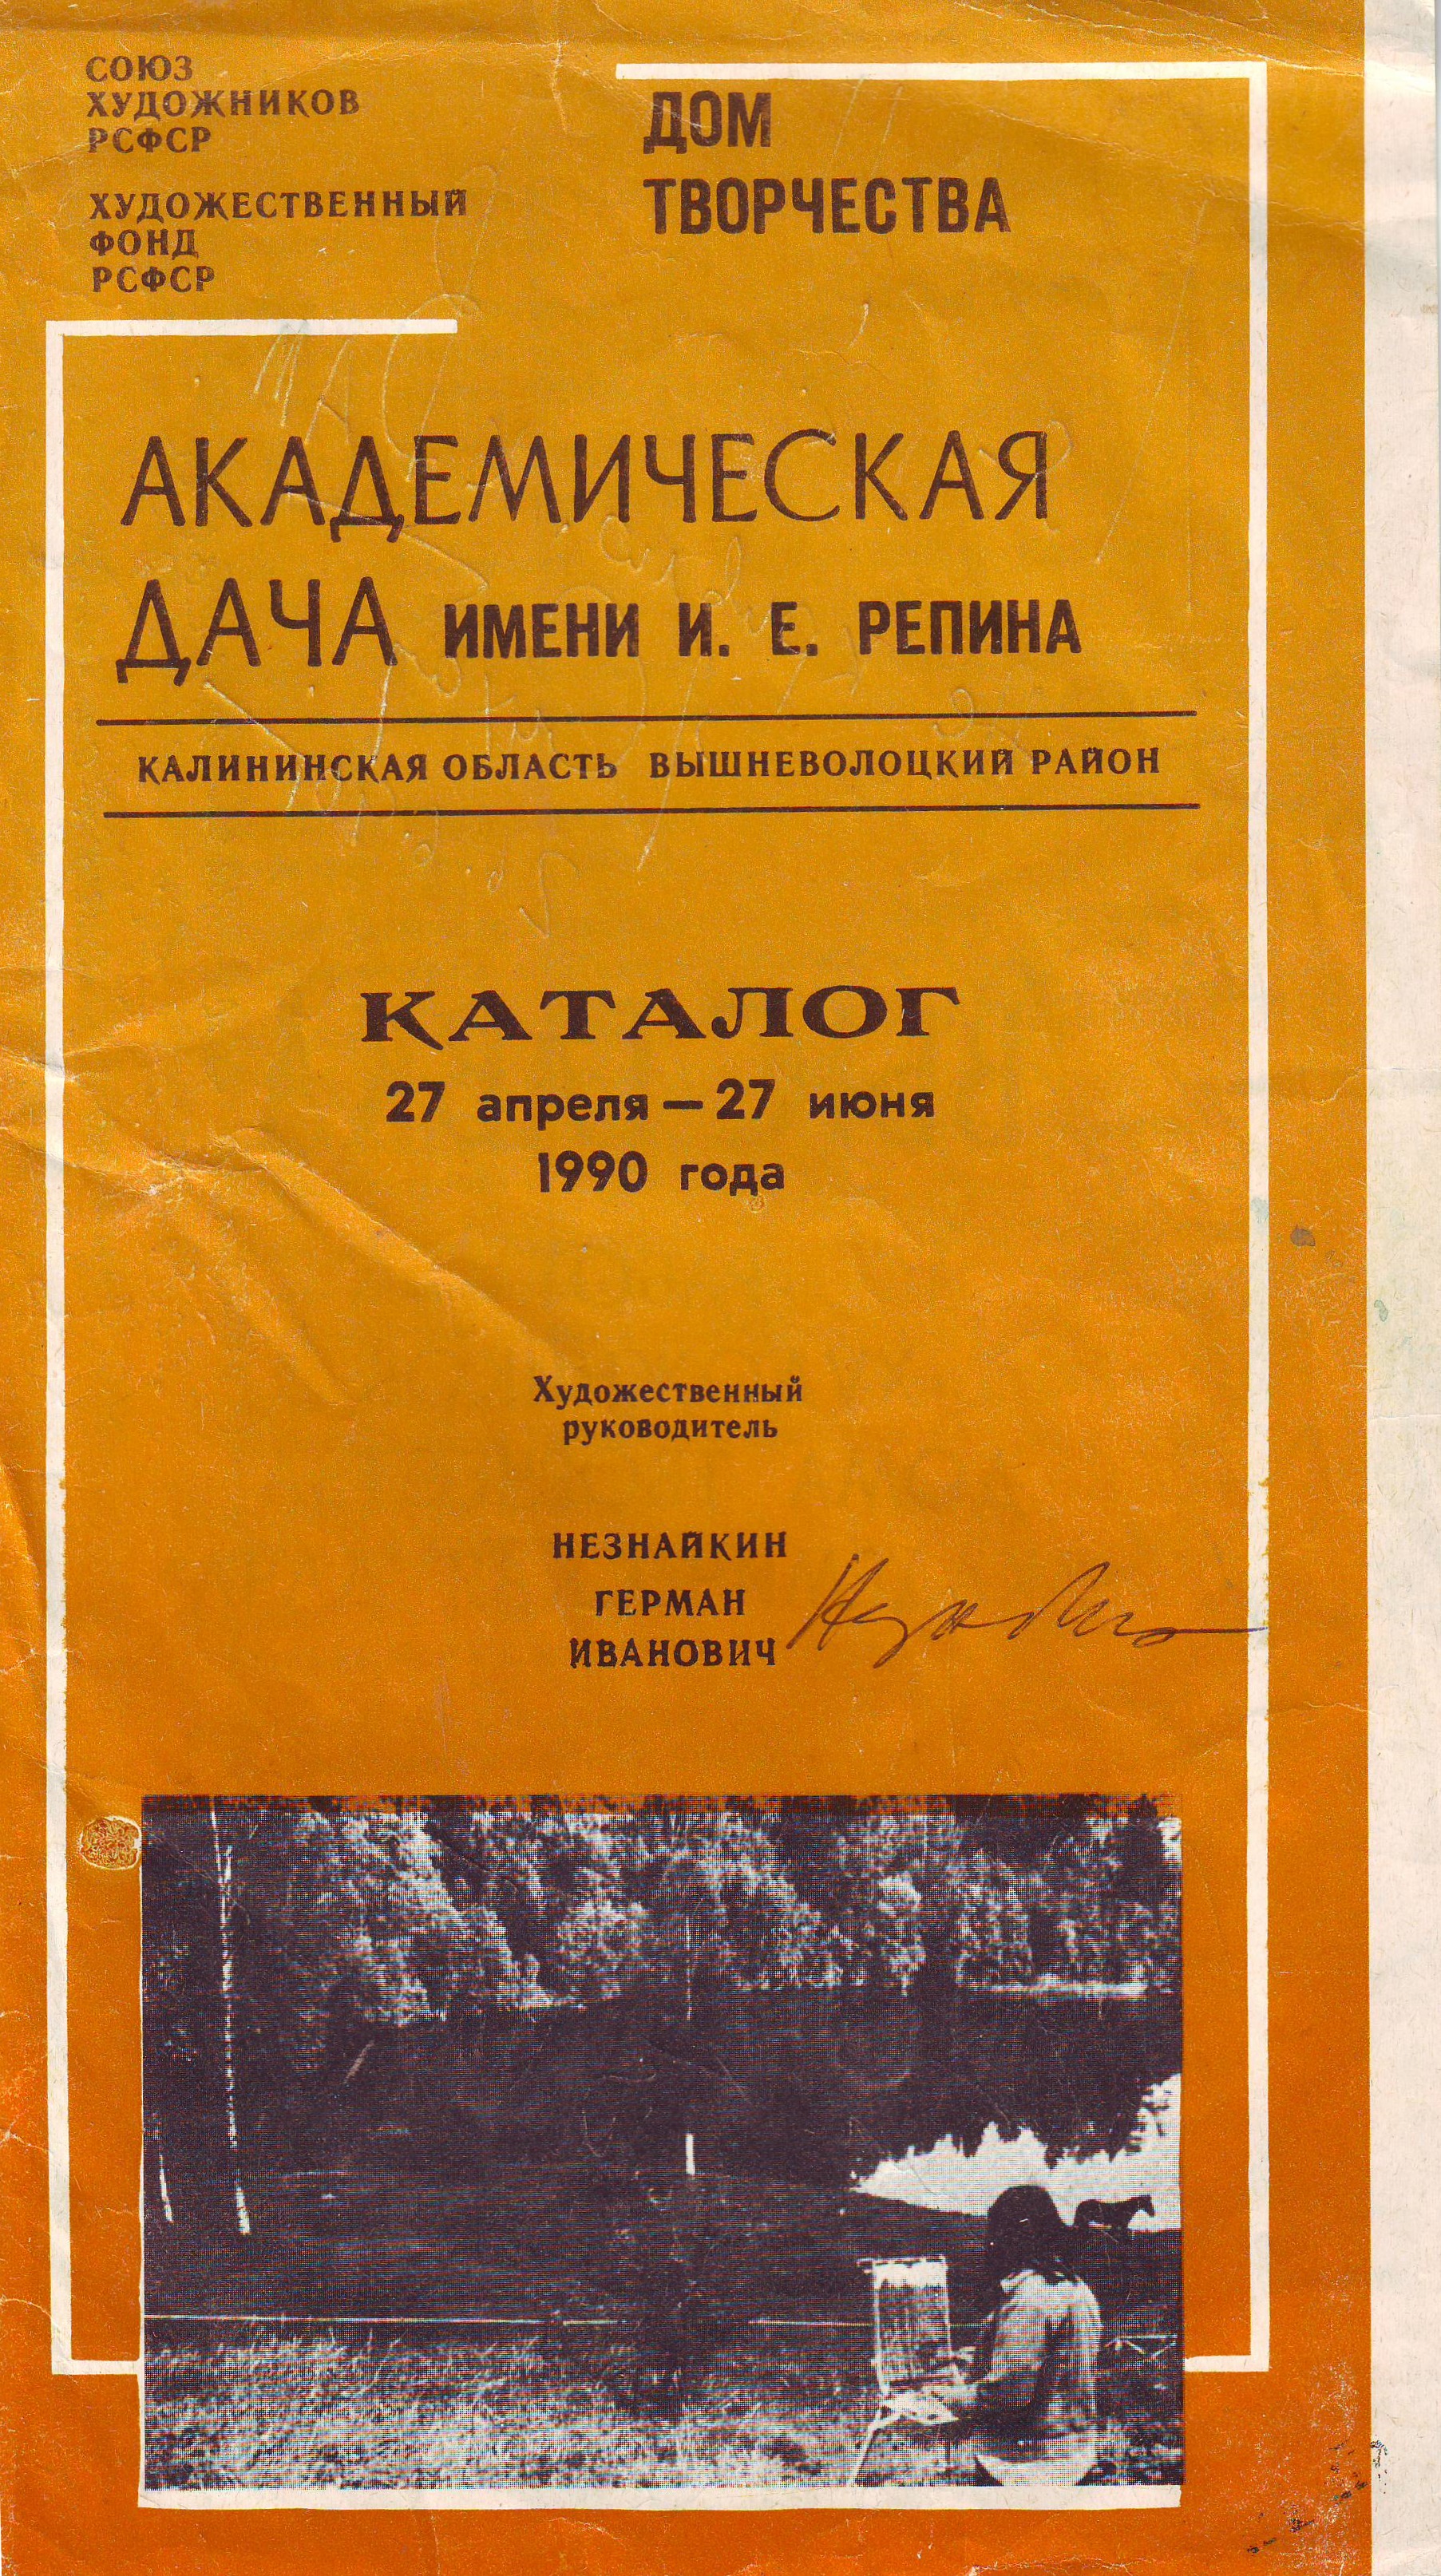 СОЮЗ
ХУДОЖНИКОВ
РСФСР
ХУДОЖЕСТВЕННЫЙ
ФОНД
РСФСР
ДОМ
ТВОРЧЕСТВА
АКАДЕМИЧЕСКАЯ
ДАЧА ИМЕНИ И. Е. РЕПИНА
КАЛИНИНСКАЯ ОБЛАСТЬ ВЫШНЕВОЛОЦКИЙ РАЙОН
КАТАЛОГ
27 апреля — 27 июня
1990 года
Художественный
руководитель
НЕЗНАЙКИН
ГЕРМАН
ИВАНОВИЧ